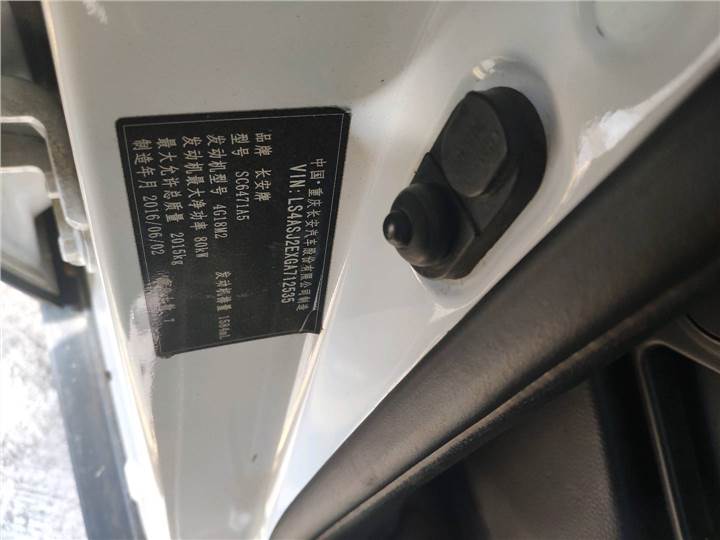 中国·重庆长安汽车股份有限公司制造
VIN:LS4ASJ2EXGA712535
品牌 长安牌
型号 SC6471A5
发动机型号 4G18M2 发动机排量 1584mL
发动机最大净功率 80kW
最大允许总质量 2015kg
制造年月 2016/06/02 7